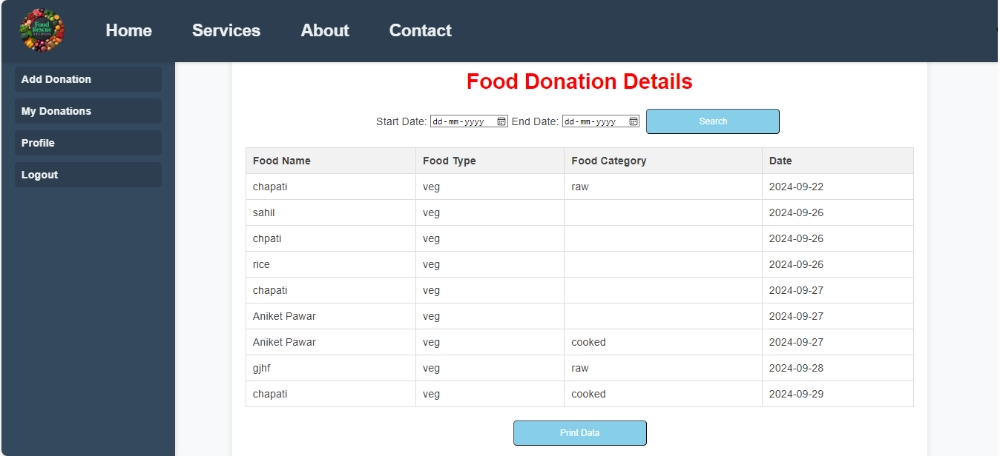 Food
Rescue
Home Services About Contact
Add Donation
My Donations
Profile
Logout
Food Donation Details
Start Date: dd-mm-yyyy End Date: dd-mm-yyyy Search
Food Name Food Type Food Category Date
chapati veg raw 2024-09-22
sahil veg 2024-09-26
chpati veg 2024-09-26
rice veg 2024-09-26
chapati veg 2024-09-27
Aniket Pawar veg 2024-09-27
Aniket Pawar veg cooked 2024-09-27
gjhf veg raw 2024-09-28
chapati veg cooked 2024-09-29
Print Data